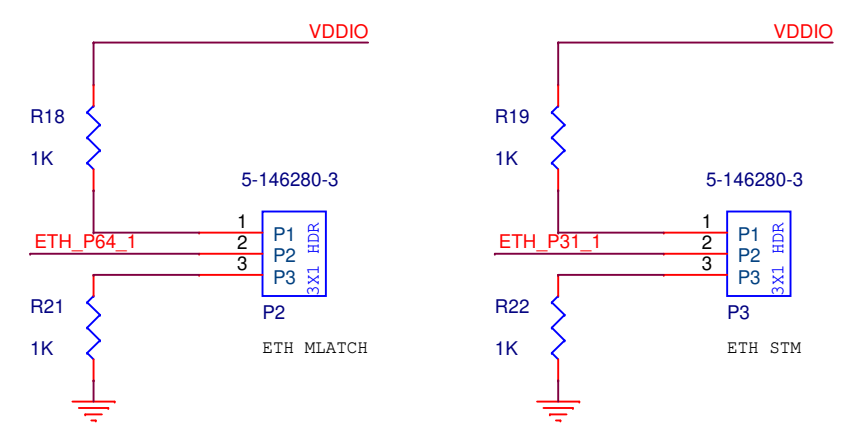 VDDIO
R18
1K
5-146280-3
1
ETH_P64_1
2
3
P1
P2
P3
3X1 HDR
R21
1K
P2
ETH MLATCH
VDDIO
R19
1K
5-146280-3
1
ETH_P31_1
2
3
P1
P2
P3
3X1 HDR
R22
1K
P3
ETH STM